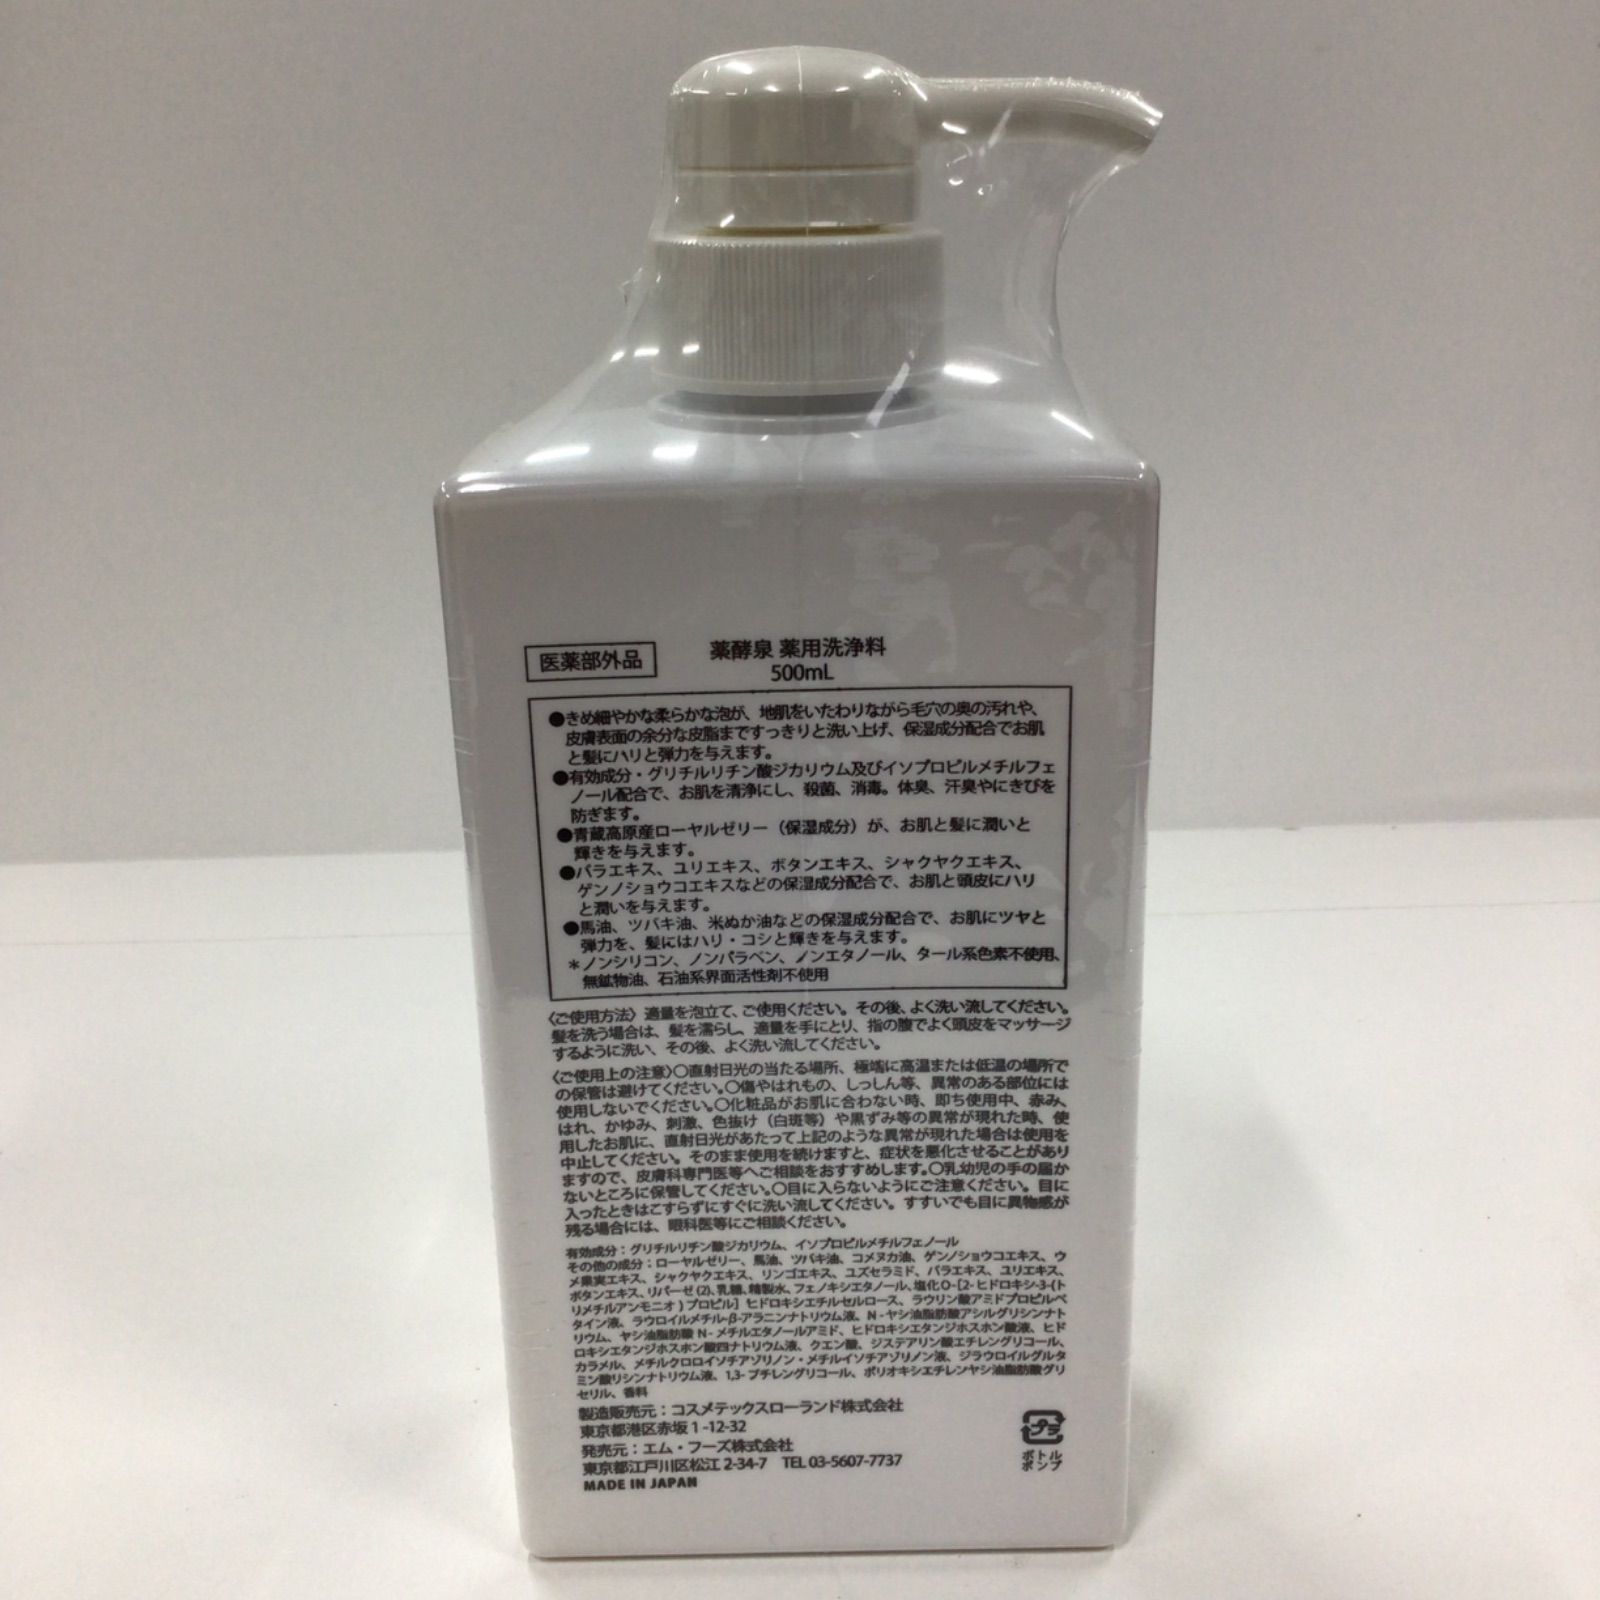 医薬部外品
薬酵泉 薬用洗浄料
500mL
●きめ細やかな柔らかな泡が、地肌をいたわりながら毛穴の奥の汚れや、
皮膚表面の余分な皮脂まですっきりと洗い上げ、保湿成分配合でお肌
と髪にハリと弾力を与えます。
●有効成分・グリチルリチン酸ジカリウム及びイソプロピルメチルフェ
ノール配合で、お肌を清浄にし、殺菌、消毒。体臭、汗臭やにきびを
防ぎます。
●青蔵高原産ローヤルゼリー（保湿成分）が、お肌と髪に潤いと
輝きを与えます。
●バラエキス、ユリエキス、ボタンエキス、シャクヤクエキス、
ゲンノショウコエキスなどの保湿成分配合で、お肌と頭皮にハリ
と潤いを与えます。
●馬油、ツバキ油、米ぬか油などの保湿成分配合で、お肌にツヤと
弾力を、髪にはハリ・コシと輝きを与えます。
＊ノンシリコン、ノンパラベン、ノンエタノール、タール系色素不使用、
無鉱物油、石油系界面活性剤不使用
〈ご使用方法〉適量を泡立て、ご使用ください。その後、よく洗い流してください。
髪を洗う場合は、髪を濡らし、適量を手にとり、指の腹でよく頭皮をマッサージ
するように洗い、その後、よく洗い流してください。
〈ご使用上の注意〉〇直射日光の当たる場所、極端に高温または低温の場所で
の保管は避けてください。〇傷やはれもの、しっしん等、異常のある部位には
使用しないでください。〇化粧品がお肌に合わない時、即ち使用中、赤み、
はれ、かゆみ、刺激、色抜け（白斑等）や黒ずみ等の異常が現れた時、使
用したお肌に、直射日光があたって上記のような異常が現れた場合は使用を
中止してください。そのまま使用を続けますと、症状を悪化させることがあり
ますので、皮膚科専門医等へご相談をおすすめします。〇乳幼児の手の届か
ないところに保管してください。〇目に入らないようにご注意ください。目に
入ったときはこすらずにすぐに洗い流してください。すすいでも目に異物感が
残る場合には、眼科医等にご相談ください。
有効成分：グリチルリチン酸ジカリウム、イソプロピルメチルフェノール
その他の成分：ローヤルゼリー、馬油、ツバキ油、コメヌカ油、ゲンノショウコエキス、ウ
メ果実エキス、シャクヤクエキス、リンゴエキス、ユズセラミド、バラエキス、ユリエキス、
ボタンエキス、リパーゼ(2)、乳糖、精製水、フェノキシエタノール、塩化O-[2-ヒドロキシ-3-(ト
リメチルアンモニオ)プロピル]ヒドロキシエチルセルロース、ラウリン酸アミドプロピルベ
タイン液、ラウロイルメチル-β-アラニンナトリウム液、N-ヤシ油脂肪酸アシルグリシンナト
リウム、ヤシ油脂肪酸N-メチルエタノールアミド、ヒドロキシエタンジホスホン酸液、ヒド
ロキシエタンジホスホン酸四ナトリウム液、クエン酸、ジステアリン酸エチレングリコール、
カラメル、メチルクロロイソチアゾリノン・メチルイソチアゾリノン液、ジラウロイルグルタ
ミン酸リシンナトリウム液、1,3-ブチレングリコール、ポリオキシエチレンヤシ油脂肪酸グリ
セリル、香料
製造販売元：コスメテックスローランド株式会社
東京都港区赤坂1-12-32
発売元：エム・フーズ株式会社
東京都江戸川区松江2-34-7 TEL 03-5607-7737
MADE IN JAPAN
プラ
ボトル
ポンプ